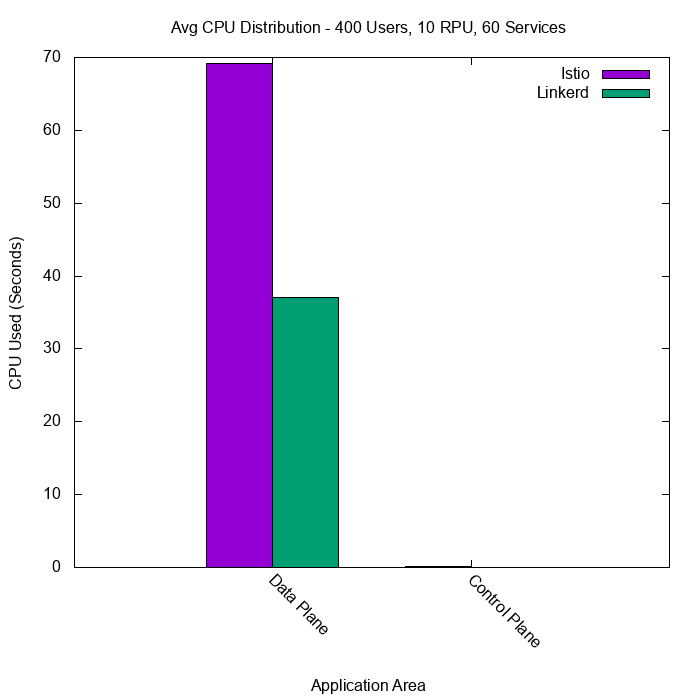 Avg CPU Distribution - 400 Users, 10 RPU, 60 Services
Istio
Linkerd
70
60
50
40
30
20
10
0
CPU Used (Seconds)
Data Plane
Control Plane
Application Area